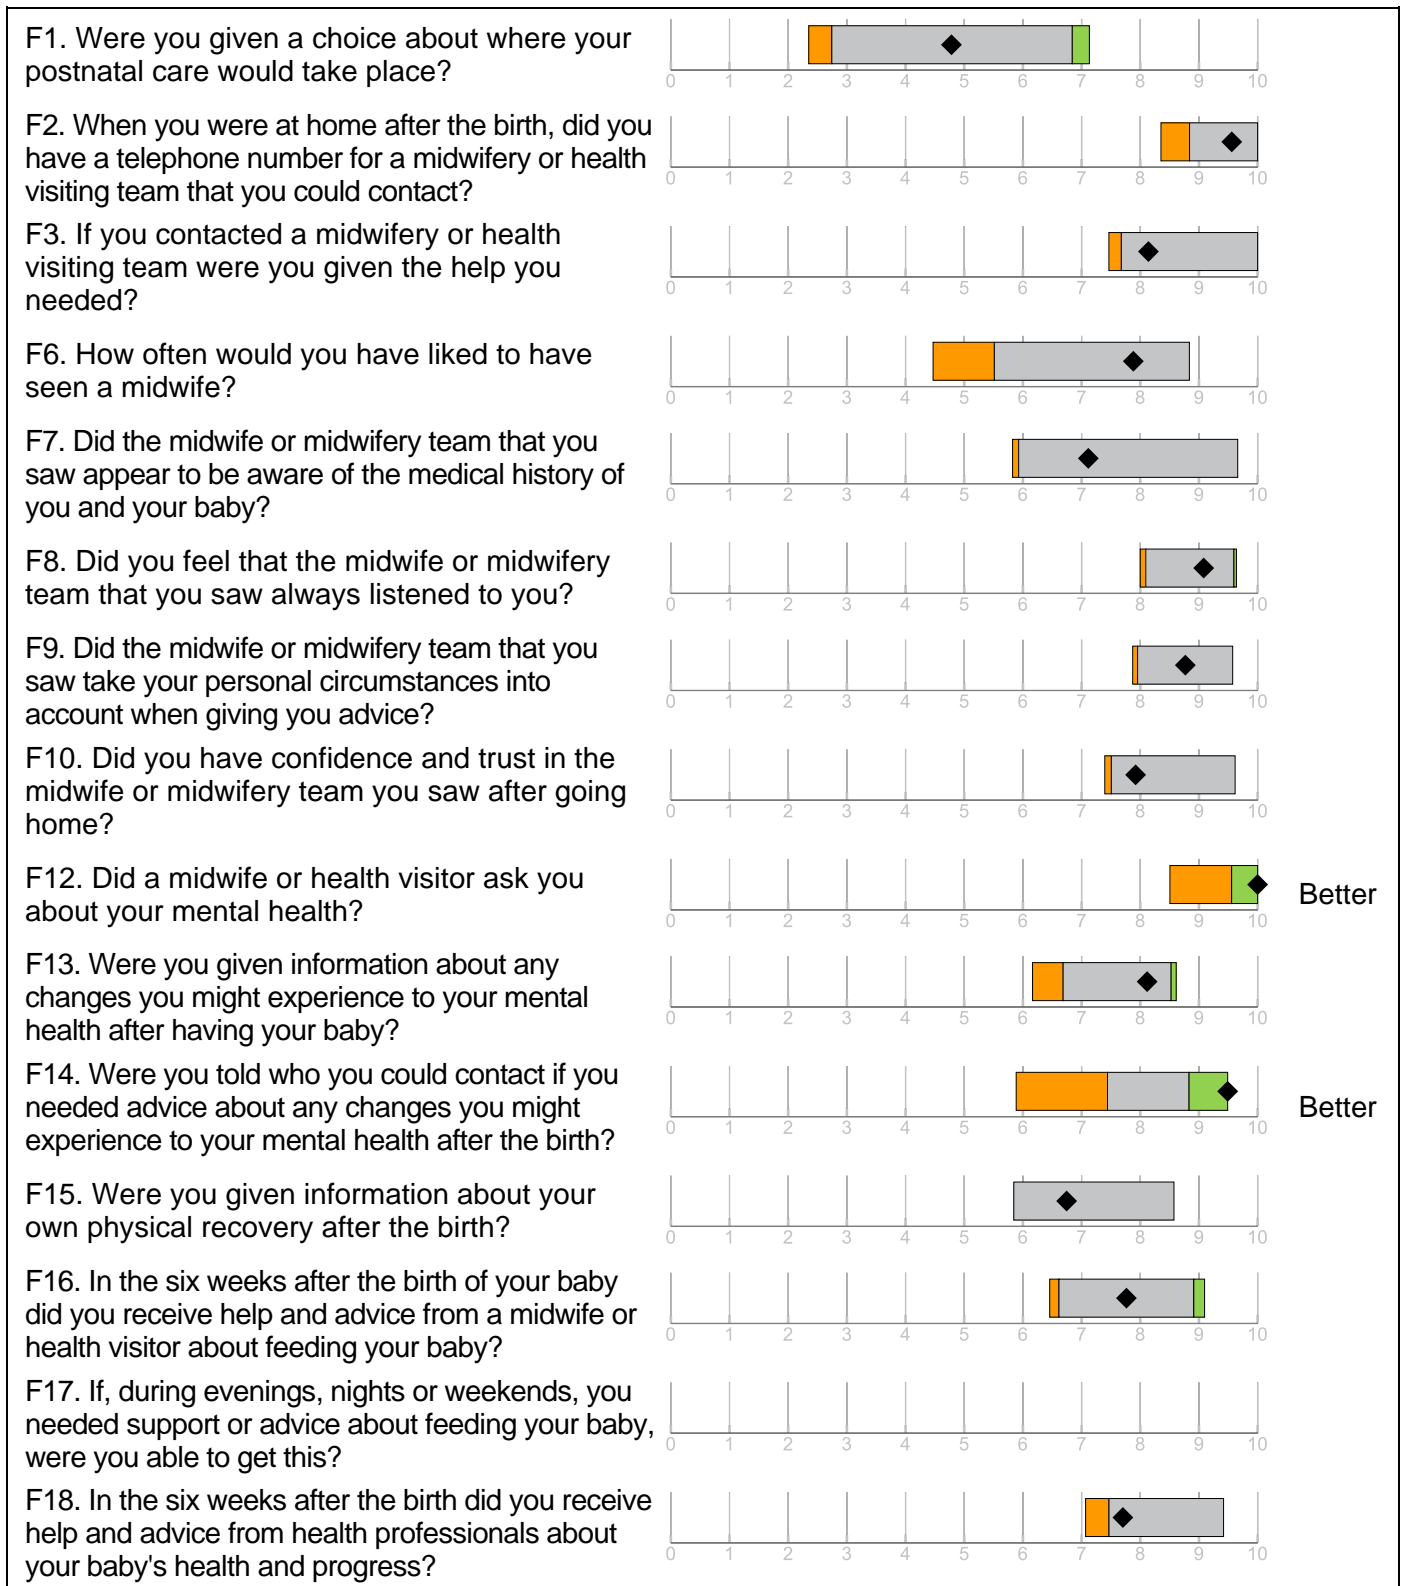 F1. Were you given a choice about where your
postnatal care would take place?
0 1 2 3 4 5 6 7 8 9 10
F2. When you were at home after the birth, did you
have a telephone number for a midwifery or health
visiting team that you could contact?
0 1 2 3 4 5 6 7 8 9 10
F3. If you contacted a midwifery or health
visiting team were you given the help you
needed?
0 1 2 3 4 5 6 7 8 9 10
F6. How often would you have liked to have
seen a midwife?
0 1 2 3 4 5 6 7 8 9 10
F7. Did the midwife or midwifery team that you
saw appear to be aware of the medical history of
you and your baby?
0 1 2 3 4 5 6 7 8 9 10
F8. Did you feel that the midwife or midwifery
team that you saw always listened to you?
0 1 2 3 4 5 6 7 8 9 10
F9. Did the midwife or midwifery team that you
saw take your personal circumstances into
account when giving you advice?
0 1 2 3 4 5 6 7 8 9 10
F10. Did you have confidence and trust in the
midwife or midwifery team you saw after going
home?
0 1 2 3 4 5 6 7 8 9 10
F12. Did a midwife or health visitor ask you
about your mental health?
0 1 2 3 4 5 6 7 8 9 10
Better
F13. Were you given information about any
changes you might experience to your mental
health after having your baby?
0 1 2 3 4 5 6 7 8 9 10
F14. Were you told who you could contact if you
needed advice about any changes you might
experience to your mental health after the birth?
0 1 2 3 4 5 6 7 8 9 10
Better
F15. Were you given information about your
own physical recovery after the birth?
0 1 2 3 4 5 6 7 8 9 10
F16. In the six weeks after the birth of your baby
did you receive help and advice from a midwife or
health visitor about feeding your baby?
0 1 2 3 4 5 6 7 8 9 10
F17. If, during evenings, nights or weekends, you
needed support or advice about feeding your baby,
were you able to get this?
0 1 2 3 4 5 6 7 8 9 10
F18. In the six weeks after the birth did you receive
help and advice from health professionals about
your baby's health and progress?
0 1 2 3 4 5 6 7 8 9 10